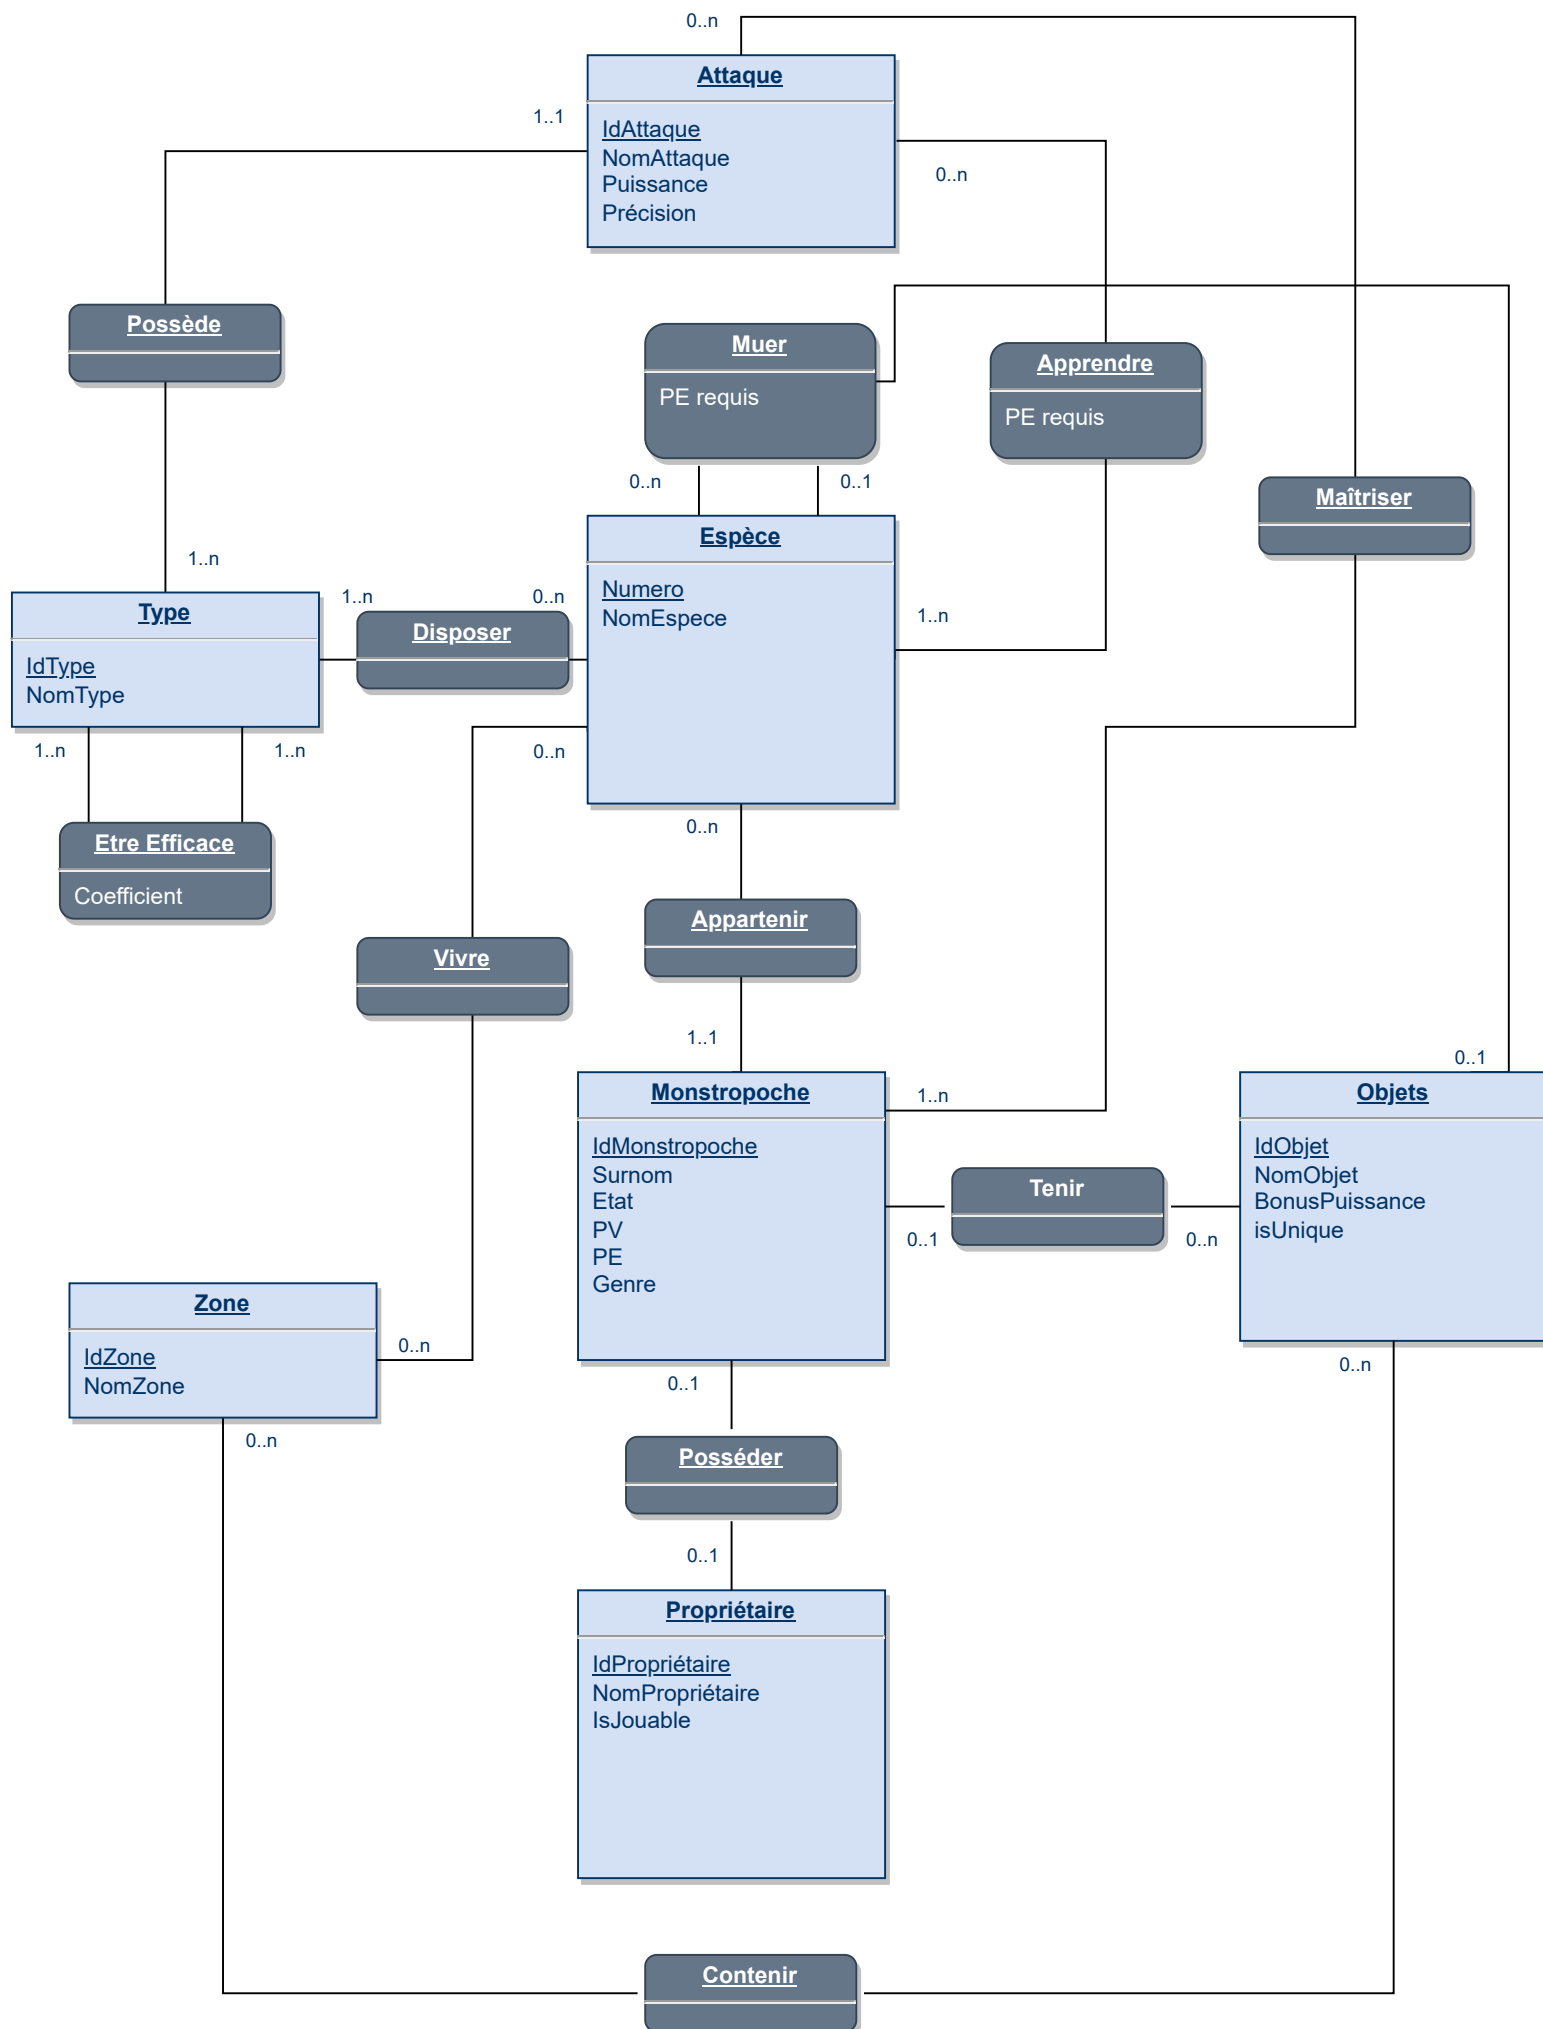 0..n
Attaque
1..1
IdAttaque
NomAttaque
Puissance
Précision
0..n
Possède
Muer
PE requis
Apprendre
PE requis
0..n
0..1
Maîtriser
1..n
Espèce
Numero
NomEspece
1..n
0..n
1..n
Type
IdType
NomType
Disposer
1..n
1..n
0..n
Etre Efficace
Coefficient
0..n
Appartenir
Vivre
1..1
0..1
Monstropoche
IdMonstropoche
Surnom
Etat
PV
PE
Genre
1..n
Objets
IdObjet
NomObjet
BonusPuissance
isUnique
Tenir
0..1
0..n
Zone
IdZone
NomZone
0..n
0..n
0..1
0..n
Posséder
0..1
Propriétaire
IdPropriétaire
NomPropriétaire
IsJouable
Contenir